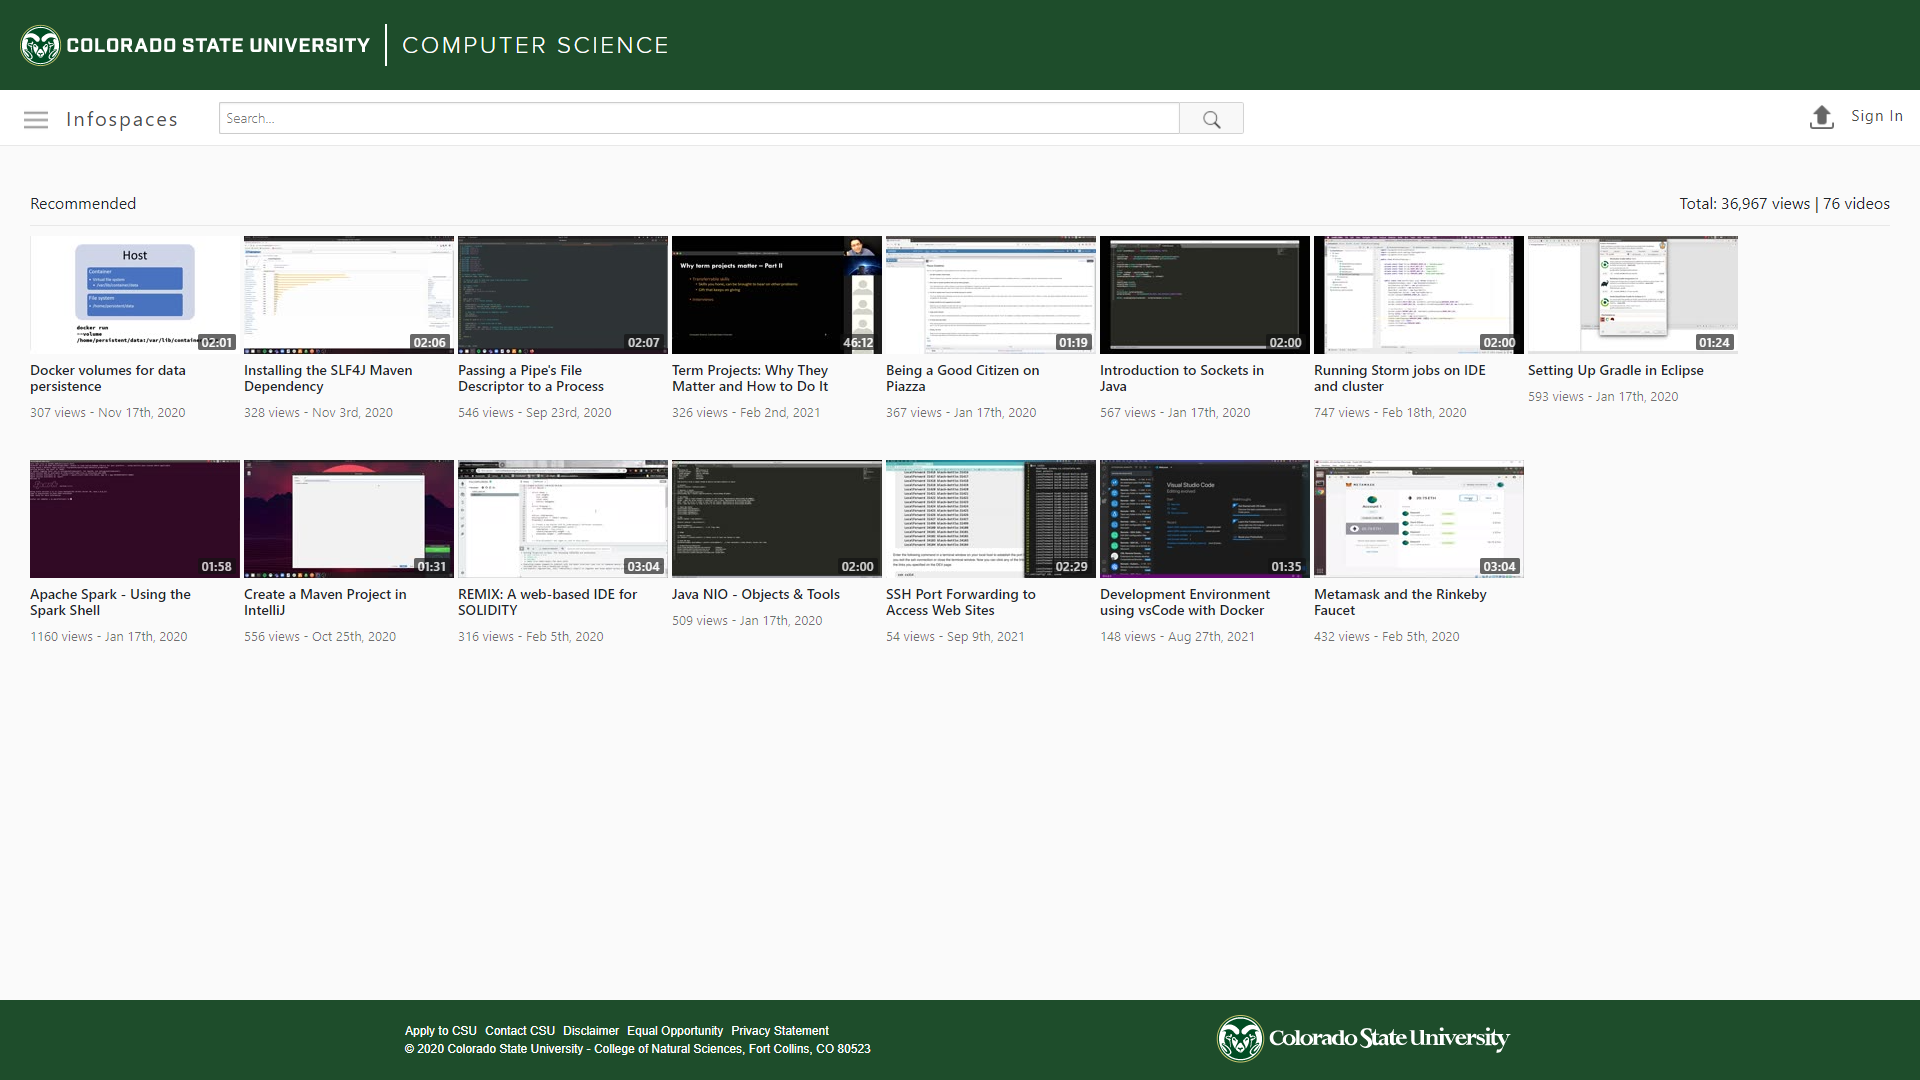 COLORADO STATE UNIVERSITY
COMPUTER SCIENCE
Infospaces
Search...
Sign In
Recommended
Total: 36,967 views | 76 videos
Host
Container
Virtual file system
/var/lib/container/data
File system
/home/persistent/data
docker run
--volume
/home/persistent/data:/var/lib/contain
02:01
02:06
02:07
Why term projects matter – Part II
46:12
01:19
02:00
02:00
01:24
Docker volumes for data persistence
307 views - Nov 17th, 2020
Installing the SLF4J Maven Dependency
328 views - Nov 3rd, 2020
Passing a Pipe's File Descriptor to a Process
546 views - Sep 23rd, 2020
Term Projects: Why They Matter and How to Do It
326 views - Feb 2nd, 2021
Being a Good Citizen on Piazza
367 views - Jan 17th, 2020
Introduction to Sockets in Java
567 views - Jan 17th, 2020
Running Storm jobs on IDE and cluster
747 views - Feb 18th, 2020
Setting Up Gradle in Eclipse
593 views - Jan 17th, 2020
01:58
01:31
03:04
02:00
02:29
Visual Studio Code
Editing evolved
01:35
METAMASK
03:04
Apache Spark - Using the Spark Shell
1160 views - Jan 17th, 2020
Create a Maven Project in IntelliJ
556 views - Oct 25th, 2020
REMIX: A web-based IDE for SOLIDITY
316 views - Feb 5th, 2020
Java NIO - Objects & Tools
509 views - Jan 17th, 2020
SSH Port Forwarding to Access Web Sites
54 views - Sep 9th, 2021
Development Environment using vsCode with Docker
148 views - Aug 27th, 2021
Metamask and the Rinkeby Faucet
432 views - Feb 5th, 2020
Apply to CSU Contact CSU Disclaimer Equal Opportunity Privacy Statement
© 2020 Colorado State University - College of Natural Sciences, Fort Collins, CO 80523
Colorado State University